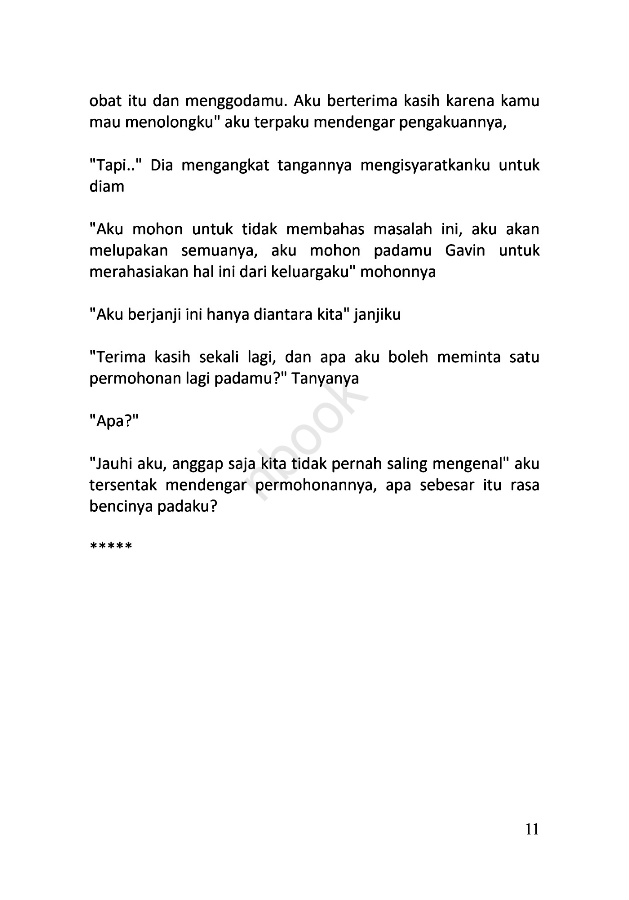 obat itu dan menggodamu. Aku berterima kasih karena kamu
mau menolongku" aku terpaku mendengar pengakuannya,
"Tapi.." Dia mengangkat tangannya mengisyaratkanku untuk
diam
"Aku mohon untuk tidak membahas masalah ini, aku akan
melupakan semuanya, aku mohon padamu Gavin untuk
merahasiakan hal ini dari keluargaku" mohonnya
"Aku berjanji ini hanya diantara kita" janjiku
"Terima kasih sekali lagi, dan apa aku boleh meminta satu
permohonan lagi padamu?" Tanyanya
"Apa?"
"Jauhi aku, anggap saja kita tidak pernah saling mengenal" aku
tersentak mendengar permohonannya, apa sebesar itu rasa
bencinya padaku?
*****
nbook
11